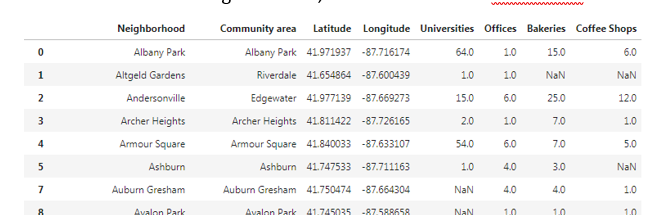 Neighborhood Community area Latitude Longitude Universities Offices Bakeries Coffee Shops
0 Albany Park Albany Park 41.971937 -87.716174 64.0 1.0 15.0 6.0
1 Altgeld Gardens Riverdale 41.654864 -87.600439 1.0 1.0 NaN NaN
2 Andersonville Edgewater 41.977139 -87.669273 15.0 6.0 25.0 12.0
3 Archer Heights Archer Heights 41.811422 -87.726165 2.0 1.0 7.0 1.0
4 Armour Square Armour Square 41.840033 -87.633107 54.0 6.0 7.0 5.0
5 Ashburn Ashburn 41.747533 -87.711163 1.0 4.0 3.0 NaN
7 Auburn Gresham Auburn Gresham 41.750474 -87.664304 NaN 4.0 4.0 1.0
8 Avalon Park Avalon Park 41.745035 -87.588658 NaN 1.0 1.0 1.0